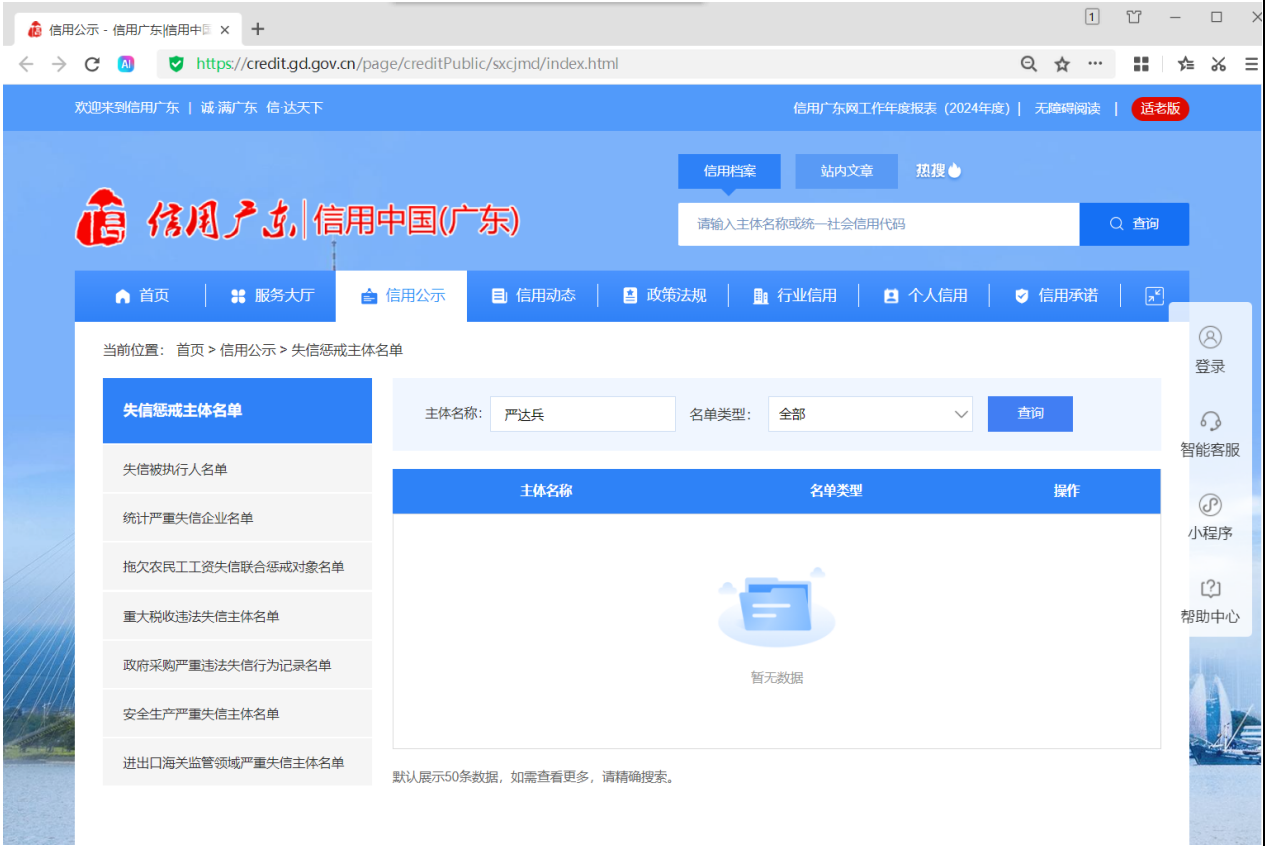 信用公示 - 信用广东|信用中国
1
AI
https://credit.gd.gov.cn/page/creditPublic/sxcjmd/index.html
欢迎来到信用广东 | 诚·满广东 信·达天下
信用广东网工作年度报表（2024年度）| 无障碍阅读 | 适老版
信用档案 站内文章 热搜
信用广东|信用中国(广东)
请输入主体名称或统一社会信用代码 查询
首页 服务大厅 信用公示 信用动态 政策法规 行业信用 个人信用 信用承诺
当前位置： 首页 > 信用公示 > 失信惩戒主体名单
登录
智能客服
小程序
帮助中心
失信惩戒主体名单
失信被执行人名单
统计严重失信企业名单
拖欠农民工工资失信联合惩戒对象名单
重大税收违法失信主体名单
政府采购严重违法失信行为记录名单
安全生产严重失信主体名单
进出口海关监管领域严重失信主体名单
主体名称: 严达兵 名单类型: 全部 查询
主体名称 名单类型 操作
暂无数据
默认展示50条数据，如需查看更多，请精确搜索。